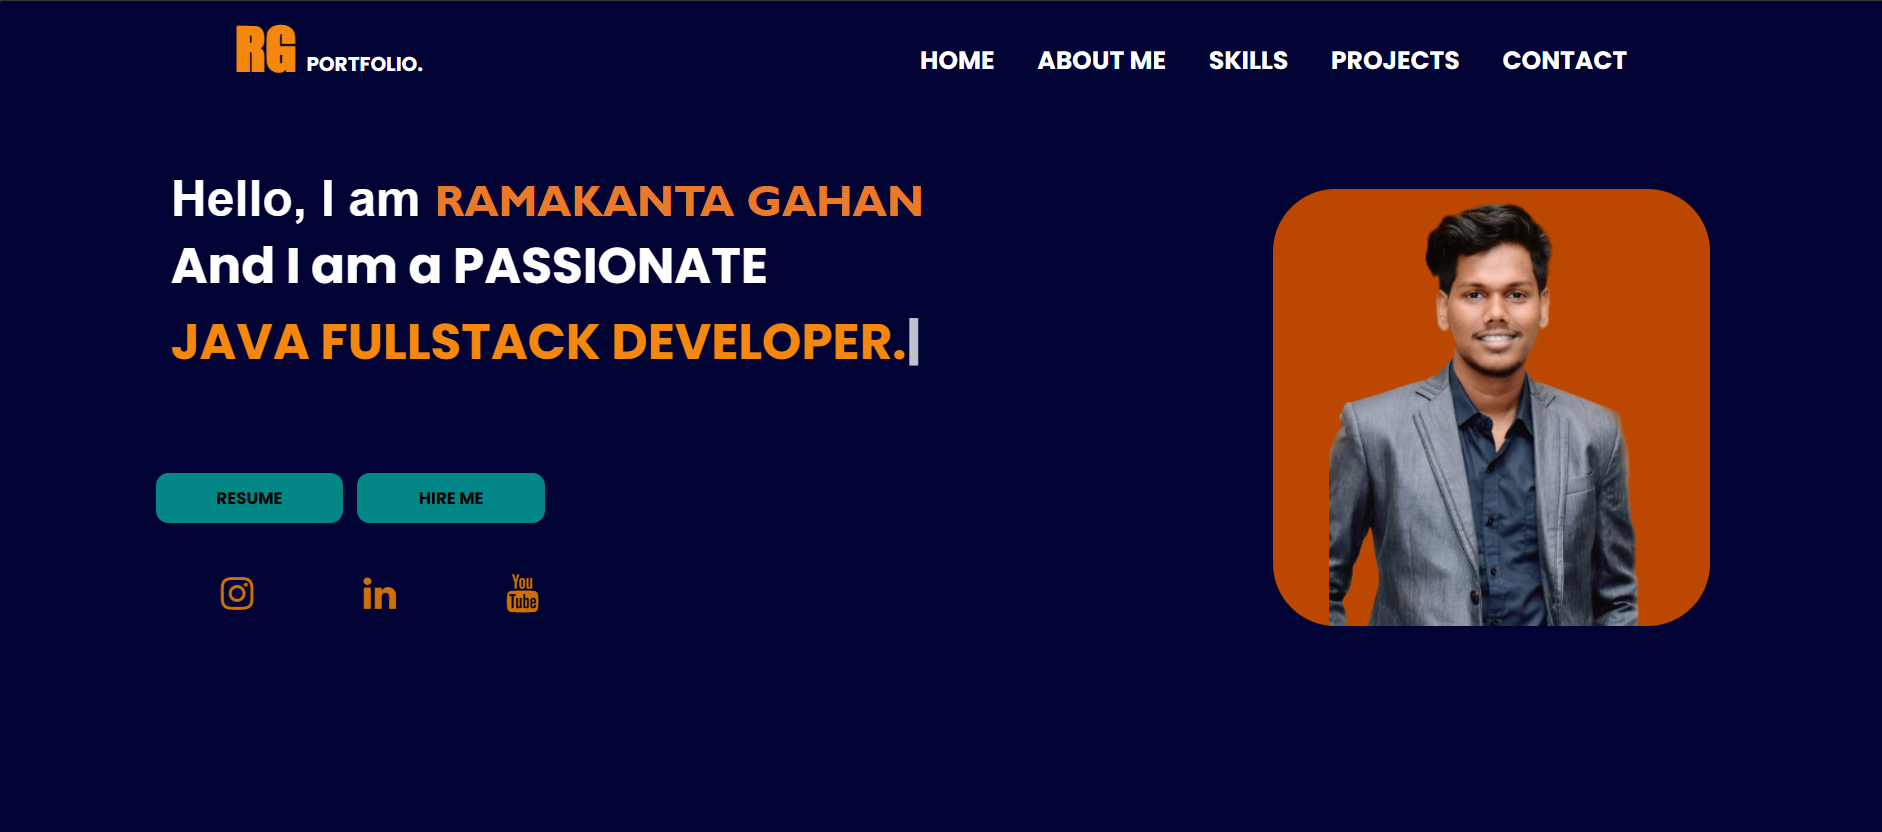 RG PORTFOLIO.
HOME ABOUT ME SKILLS PROJECTS CONTACT
Hello, I am RAMAKANTA GAHAN
And I am a PASSIONATE
JAVA FULLSTACK DEVELOPER.
RESUME HIRE ME
in
You
Tube